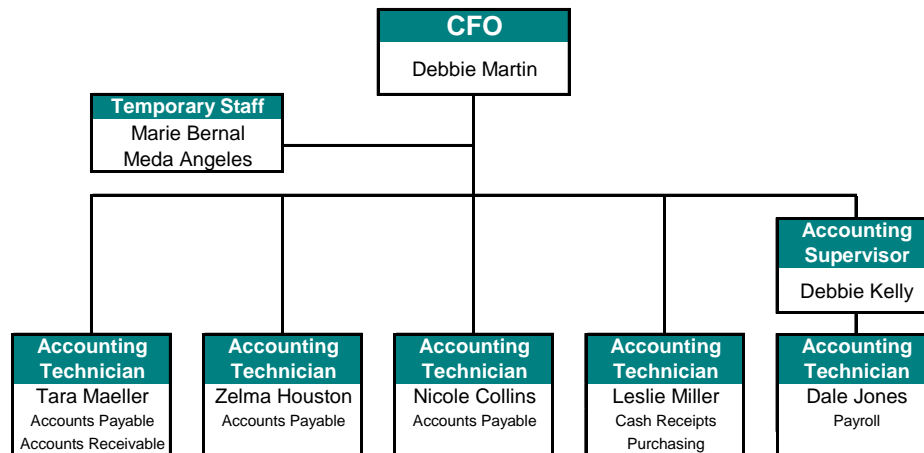 CFO
Debbie Martin
Temporary Staff
Marie Bernal
Meda Angeles
Accounting
Supervisor
Debbie Kelly
Accounting
Technician
Tara Maeller
Accounts Payable
Accounts Receivable
Accounting
Technician
Zelma Houston
Accounts Payable
Accounting
Technician
Nicole Collins
Accounts Payable
Accounting
Technician
Leslie Miller
Cash Receipts
Purchasing
Accounting
Technician
Dale Jones
Payroll